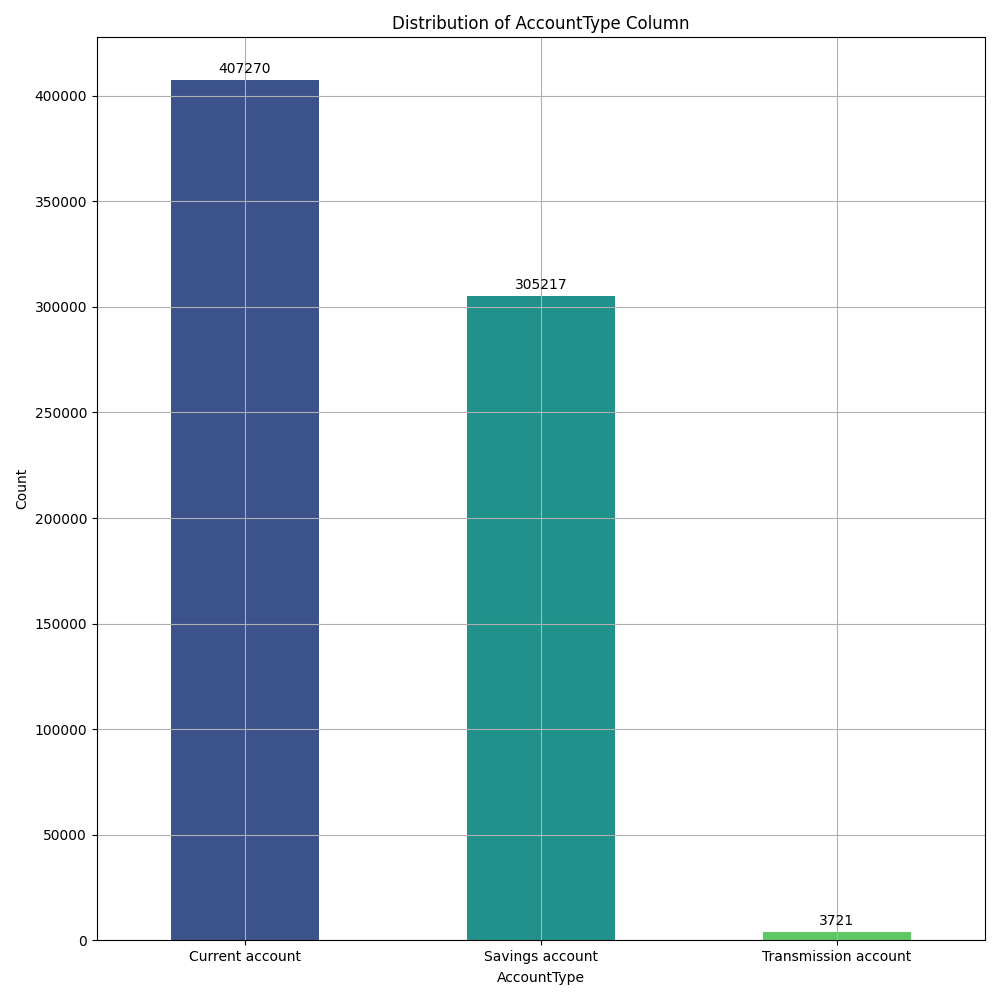 Distribution of AccountType Column
407270
400000
350000
305217
300000
250000
Count
200000
150000
100000
50000
3721
0
Current account
Savings account
Transmission account
AccountType